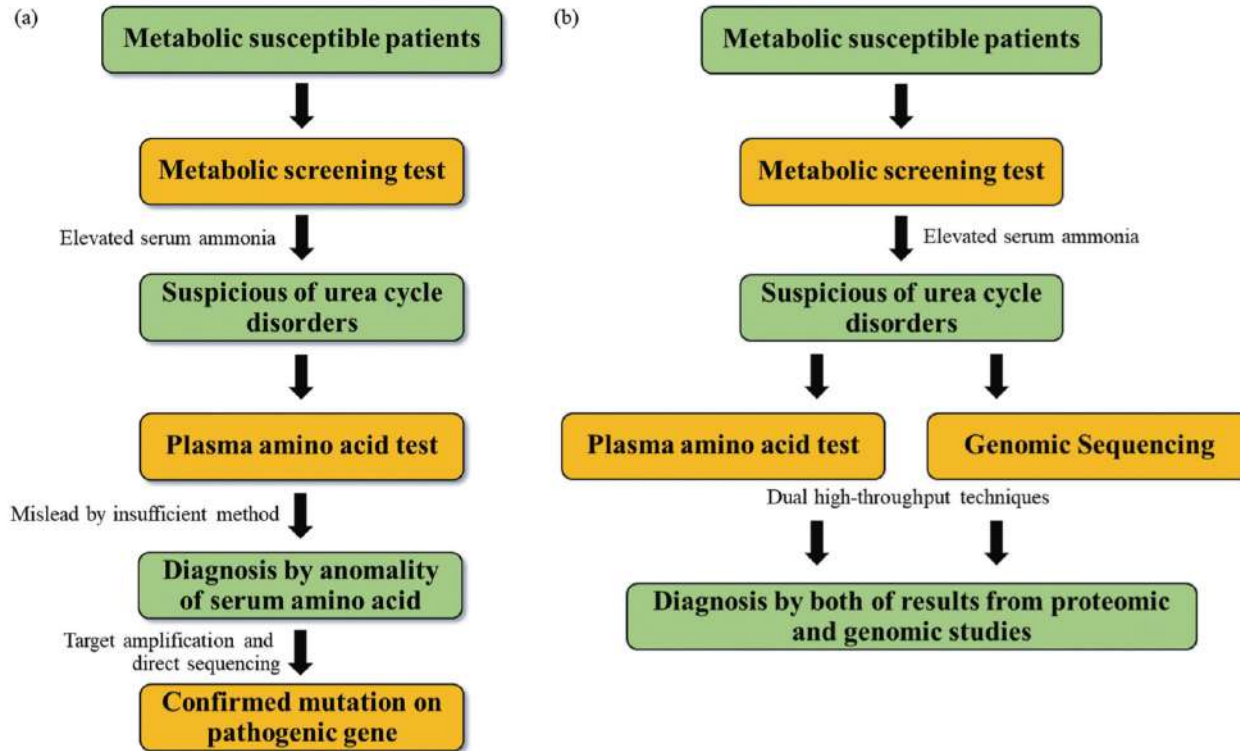 (a)
Metabolic susceptible patients
Metabolic screening test
Elevated serum ammonia
Suspicious of urea cycle
disorders
Plasma amino acid test
Mislead by insufficient method
Diagnosis by anomality
of serum amino acid
Target amplification and
direct sequencing
Confirmed mutation on
pathogenic gene
(b)
Metabolic susceptible patients
Metabolic screening test
Elevated serum ammonia
Suspicious of urea cycle
disorders
Plasma amino acid test
Genomic Sequencing
Dual high-throughput techniques
Diagnosis by both of results from proteomic
and genomic studies